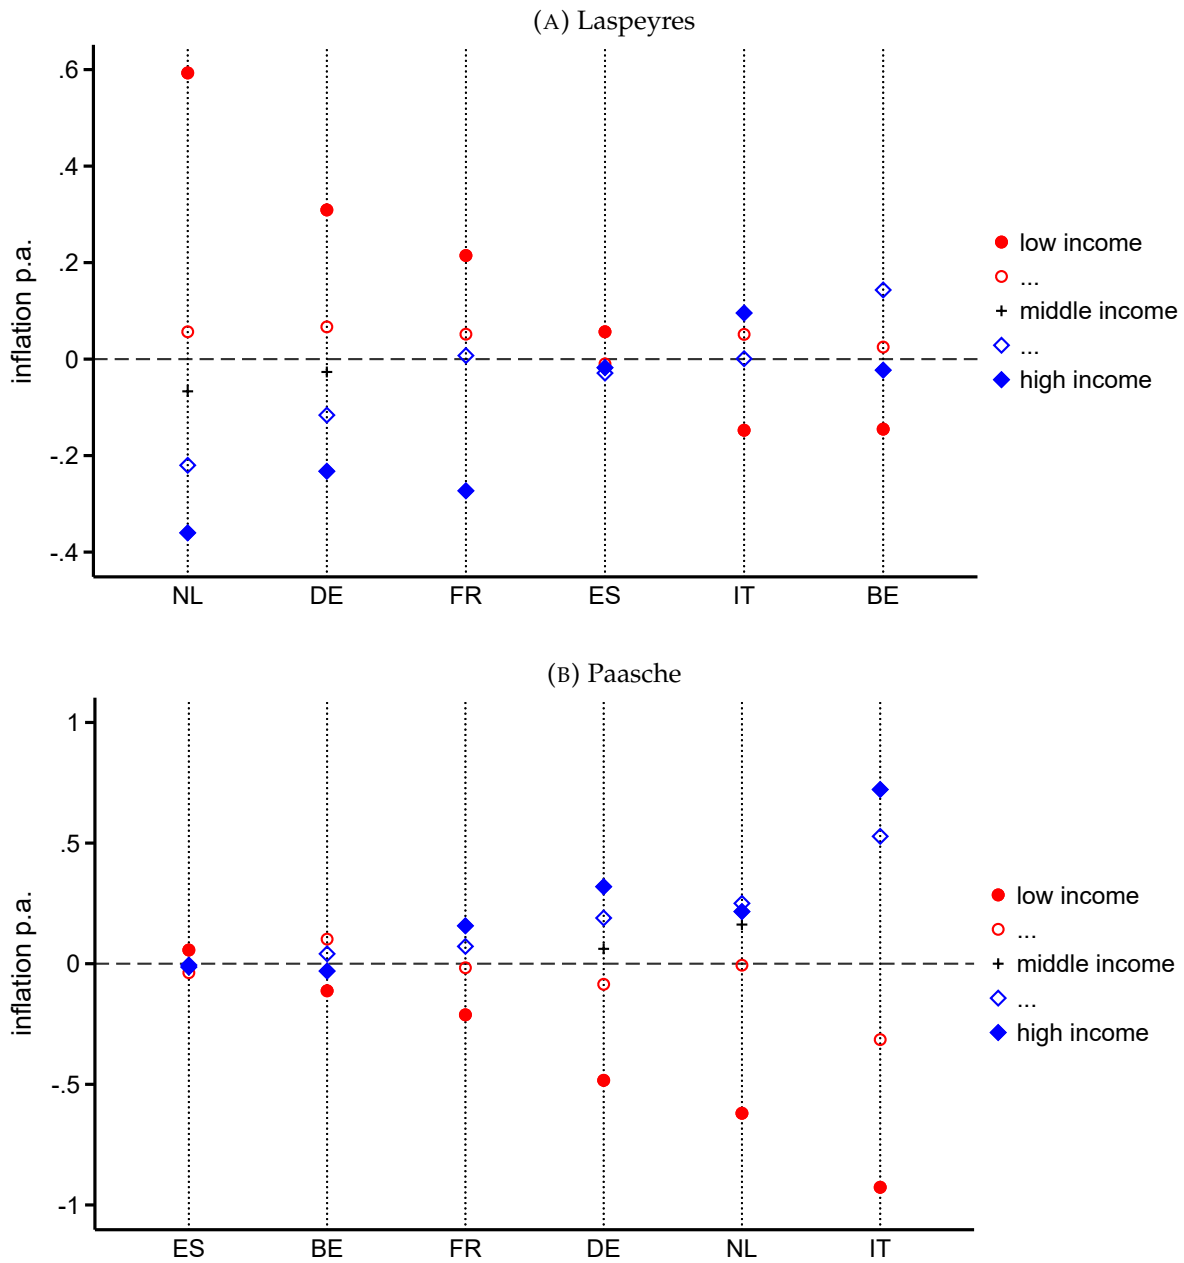 (A) Laspeyres
.6
.4
.2
0
-.2
-.4
inflation p.a.
NL DE FR ES IT BE
low income
...
middle income
...
high income
(B) Paasche
1
.5
0
-.5
-1
inflation p.a.
ES BE FR DE NL IT
low income
...
middle income
...
high income